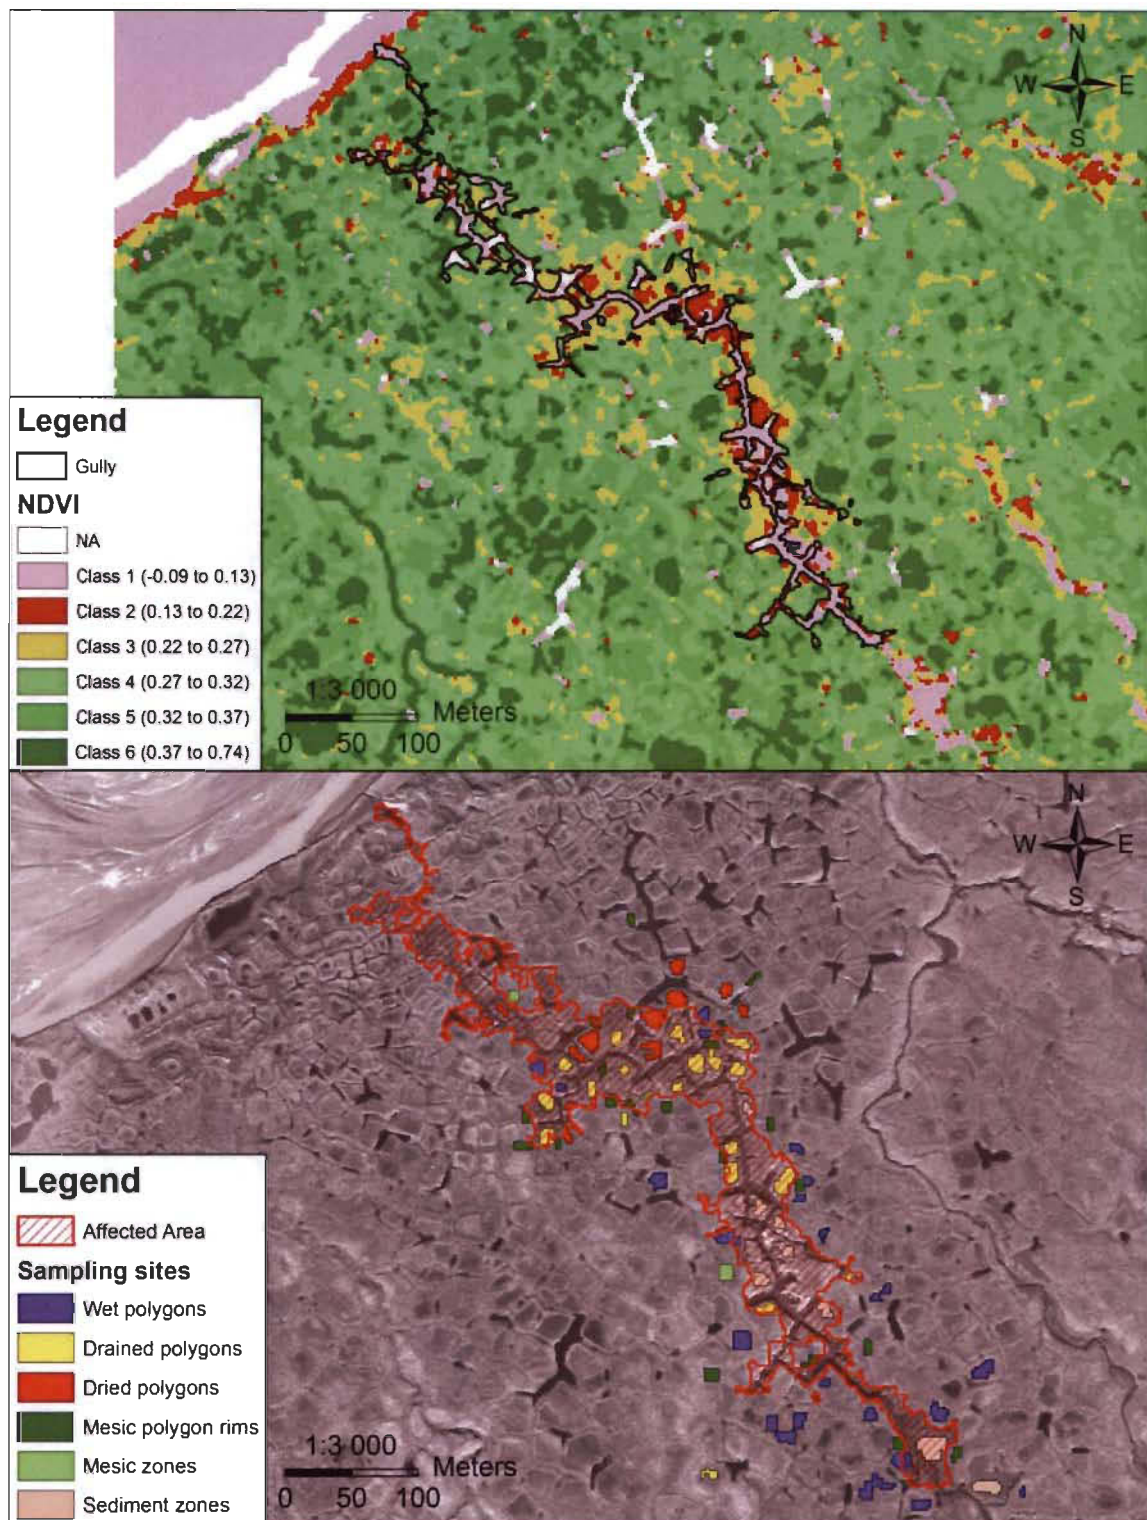 N
W E
S
Legend
Gully
NDVI
NA
Class 1 (-0.09 to 0.13)
Class 2 (0.13 to 0.22)
Class 3 (0.22 to 0.27)
Class 4 (0.27 to 0.32)
Class 5 (0.32 to 0.37)
Class 6 (0.37 to 0.74)
1:3 000
Meters
0 50 100
N
W E
S
Legend
Affected Area
Sampling sites
Wet polygons
Drained polygons
Dried polygons
Mesic polygon rims
Mesic zones
Sediment zones
1:3 000
Meters
0 50 100